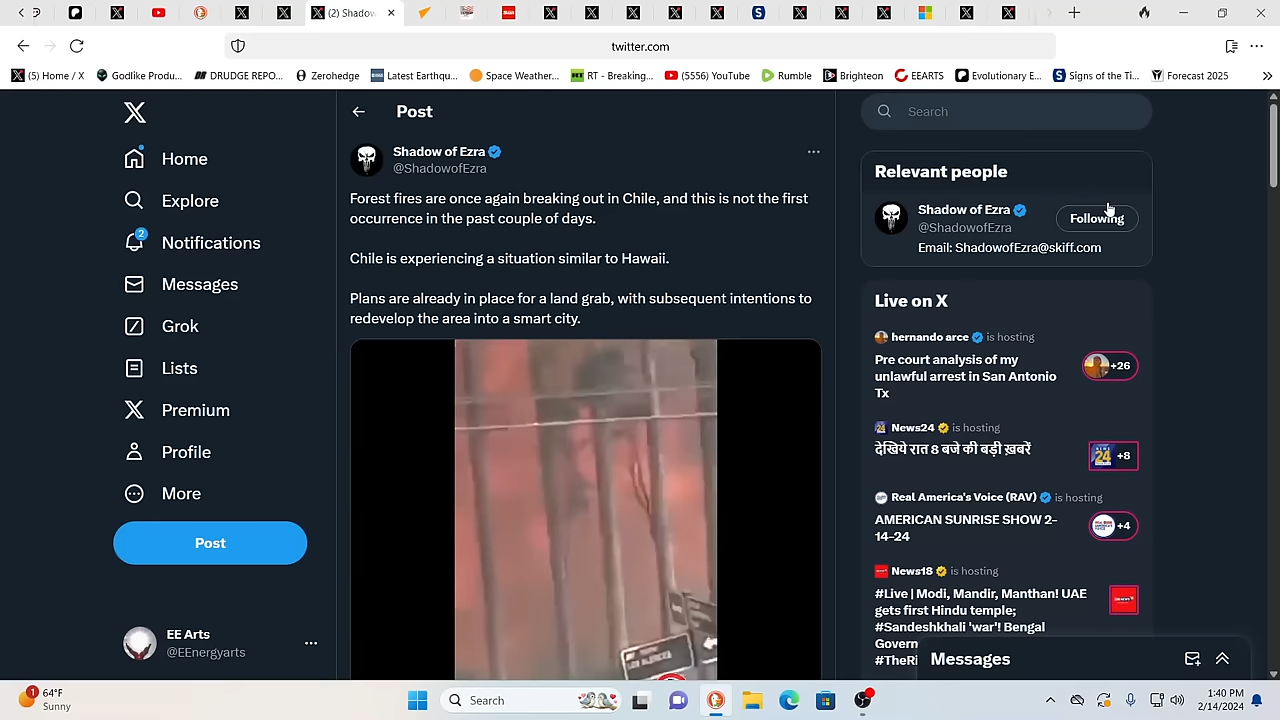 (2) Shadow
twitter.com
(5) Home / X
Godlike Produ...
DRUDGE REPO...
Zerohedge
Latest Earthqu...
Space Weather...
RT - Breaking...
(5556) YouTube
Rumble
Brighteon
EEARTS
Evolutionary E...
Signs of the Ti...
Forecast 2025
Home
Explore
2
Notifications
Messages
Grok
Lists
Premium
Profile
More
Post
EE Arts
@EEnergyarts
Post
Shadow of Ezra
@ShadowofEzra
Forest fires are once again breaking out in Chile, and this is not the first
occurrence in the past couple of days.
Chile is experiencing a situation similar to Hawaii.
Plans are already in place for a land grab, with subsequent intentions to
redevelop the area into a smart city.
Search
Relevant people
Shadow of Ezra
@ShadowofEzra
Following
Email: ShadowofEzra@skiff.com
Live on X
hernando arce is hosting
Pre court analysis of my
unlawful arrest in San Antonio
Tx
+26
News24 is hosting
देखिये रात 8 बजे की बड़ी ख़बरें
24
+8
Real America's Voice (RAV) is hosting
AMERICAN SUNRISE SHOW 2-
14-24
+4
News18 is hosting
#Live | Modi, Mandir, Manthan! UAE
gets first Hindu temple;
#Sandeshkhali 'war'! Bengal
Govern
#TheRi
Messages
1
64°F
Sunny
Search
1:40 PM
2/14/2024